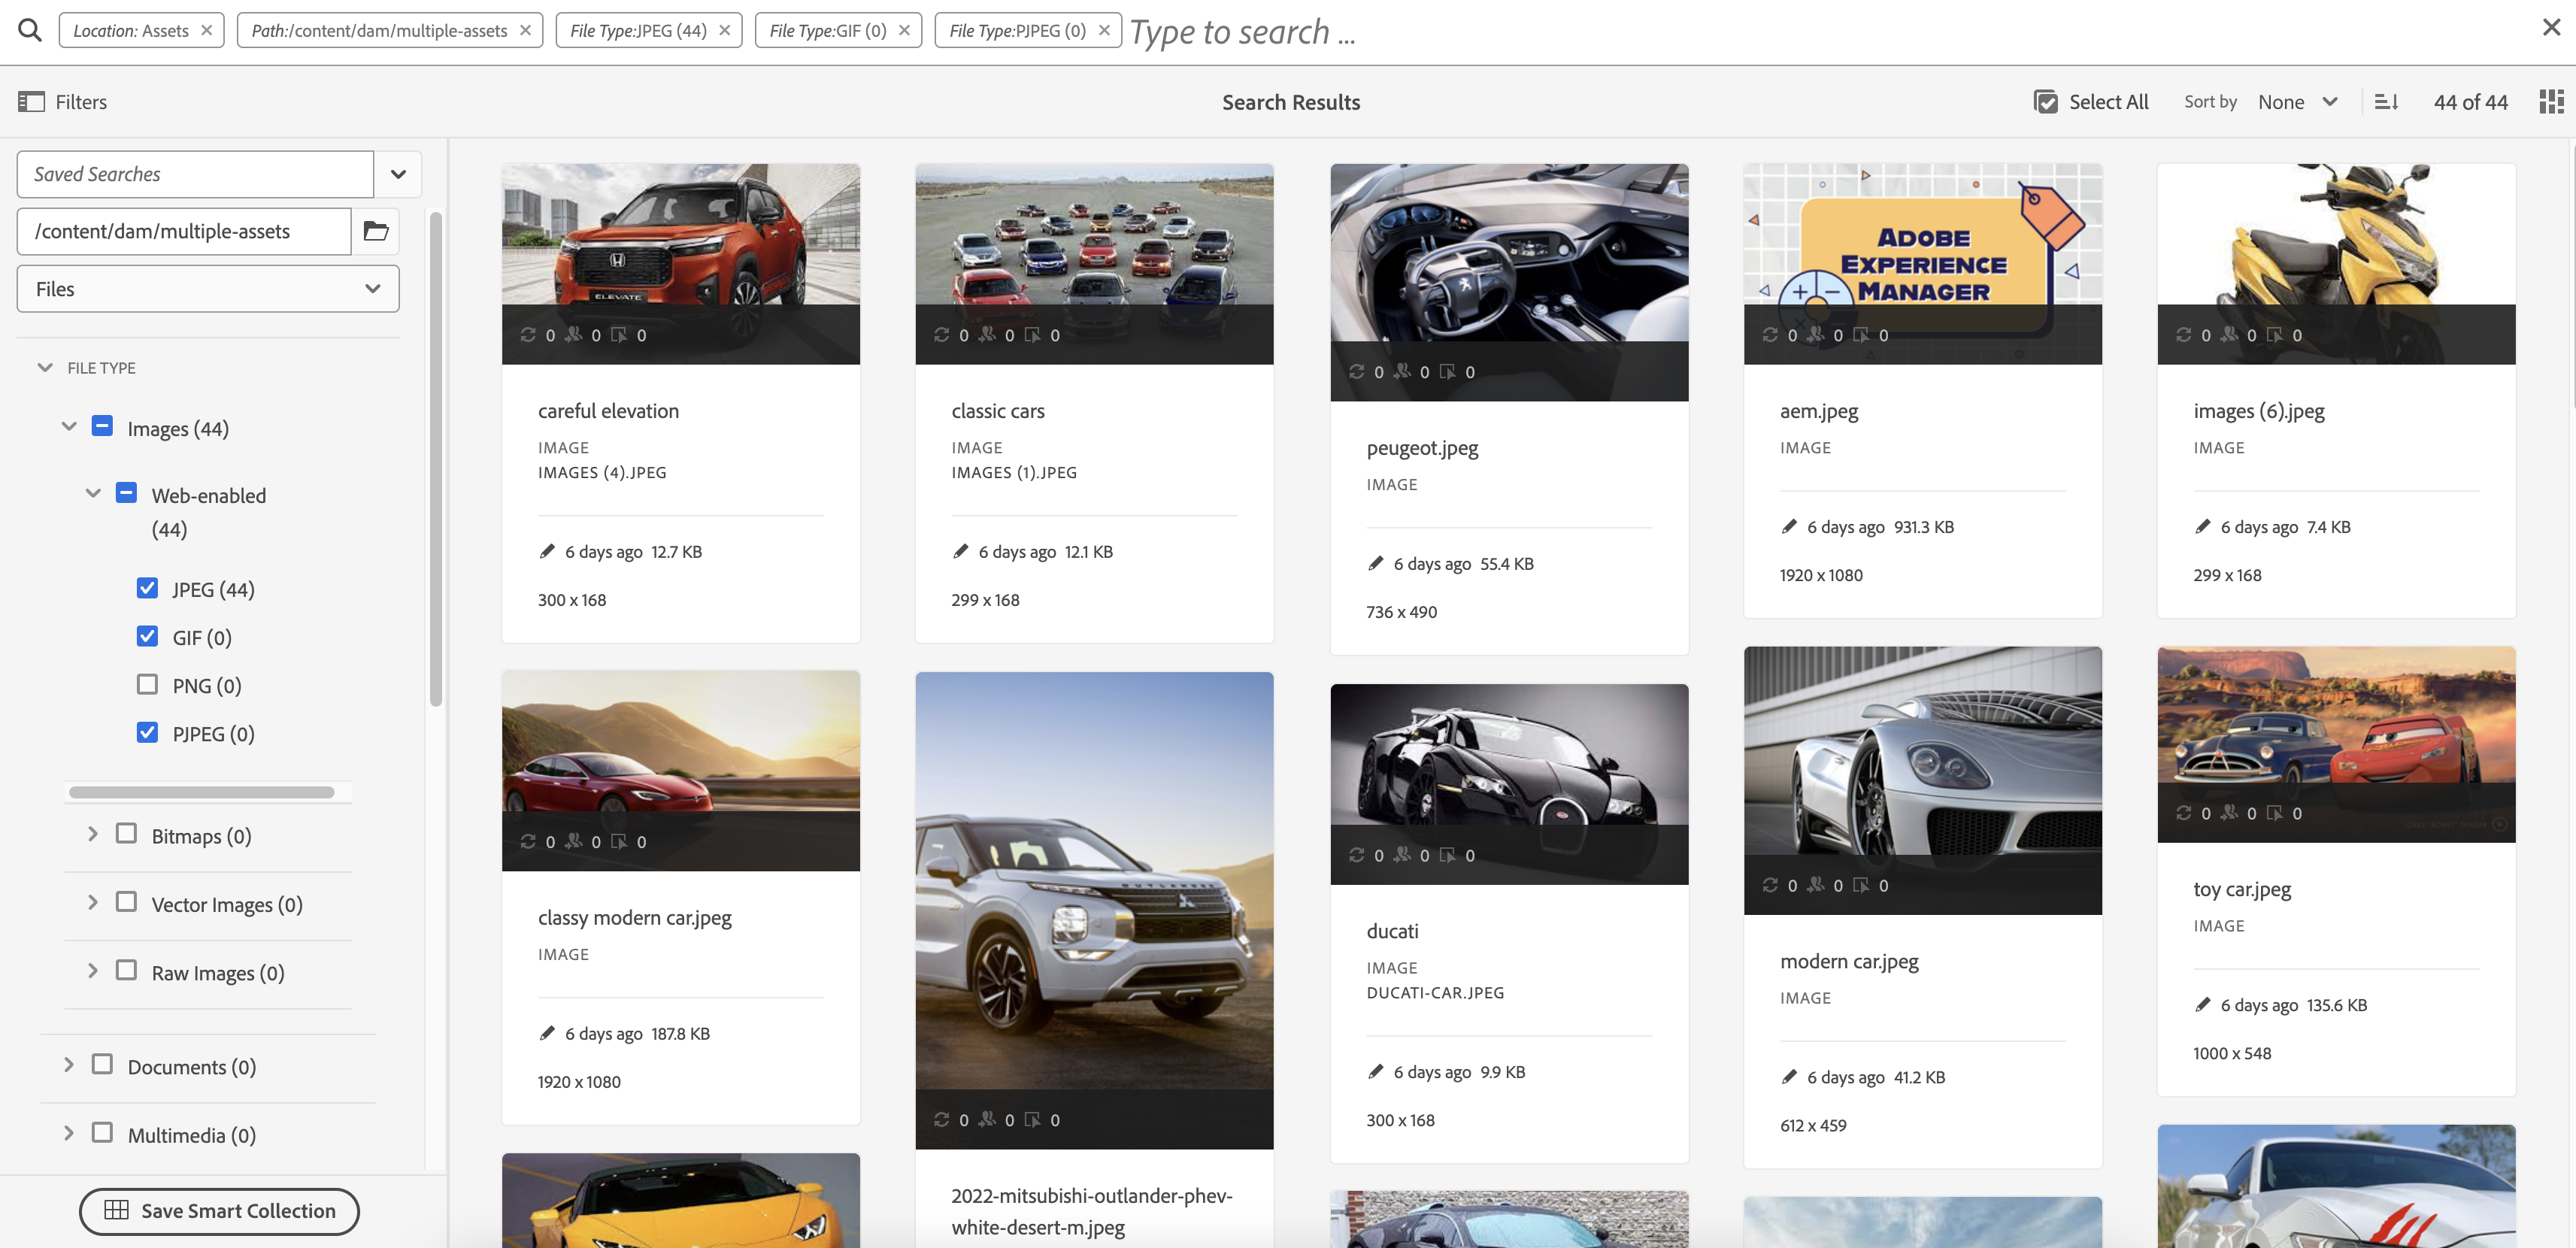 Location: Assets
Path:/content/dam/multiple-assets
File Type:JPEG (44)
File Type:GIF (0)
File Type:PJPEG (0)
Type to search ...
Filters
Search Results
Select All
Sort by None
44 of 44
Saved Searches
/content/dam/multiple-assets
Files
FILE TYPE
Images (44)
Web-enabled
(44)
JPEG (44)
GIF (0)
PNG (0)
PJPEG (0)
Bitmaps (0)
Vector Images (0)
Raw Images (0)
Documents (0)
Multimedia (0)
Save Smart Collection
ELEVATE
0 0 0
careful elevation
IMAGE
IMAGES (4).JPEG
6 days ago 12.7 KB
300 x 168
0 0 0
classic cars
IMAGE
IMAGES (1).JPEG
6 days ago 12.1 KB
299 x 168
0 0 0
peugeot.jpeg
IMAGE
6 days ago 55.4 KB
736 x 490
ADOBE
EXPERIENCE
MANAGER
0 0 0
aem.jpeg
IMAGE
6 days ago 931.3 KB
1920 x 1080
0 0 0
images (6).jpeg
IMAGE
6 days ago 7.4 KB
299 x 168
0 0 0
classy modern car.jpeg
IMAGE
6 days ago 187.8 KB
1920 x 1080
OUTLANDER
0 0 0
2022-mitsubishi-outlander-phev-
white-desert-m.jpeg
0 0 0
ducati
IMAGE
DUCATI-CAR.JPEG
6 days ago 9.9 KB
300 x 168
0 0 0
modern car.jpeg
IMAGE
6 days ago 41.2 KB
612 x 459
0 0 0
toy car.jpeg
IMAGE
6 days ago 135.6 KB
1000 x 548